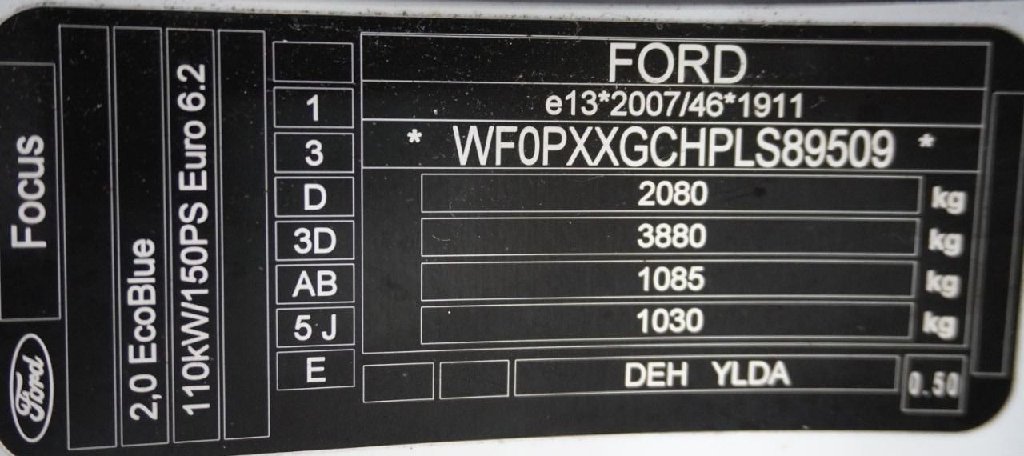 Focus
Ford
2,0 EcoBlue
110kW/150PS Euro 6.2
1
3
D
3D
AB
5 J
E
FORD
e13*2007/46*1911
* WF0PXXGCHPLS89509 *
2080 kg
3880 kg
1085 kg
1030 kg
DEH YLDA
0.50